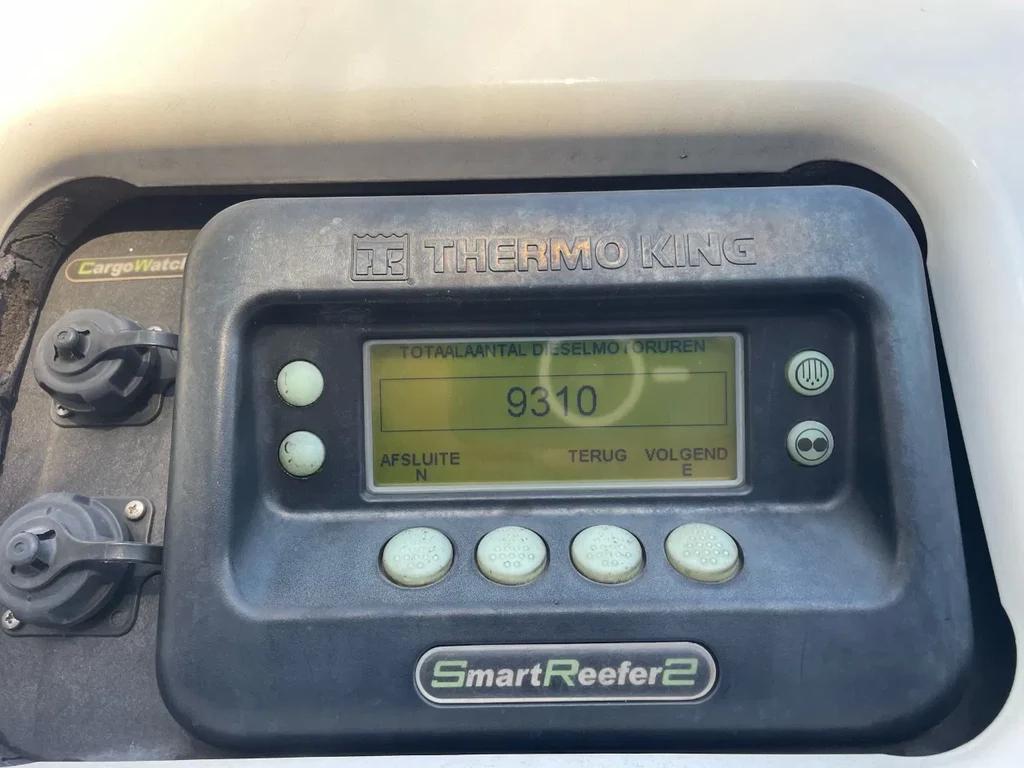 THERMO KING
CargoWatch
TOTAALAANTAL DIESELMOTORUREN
9310
AFSLUITE
N
TERUG
VOLGEND
E
SmartReefer2